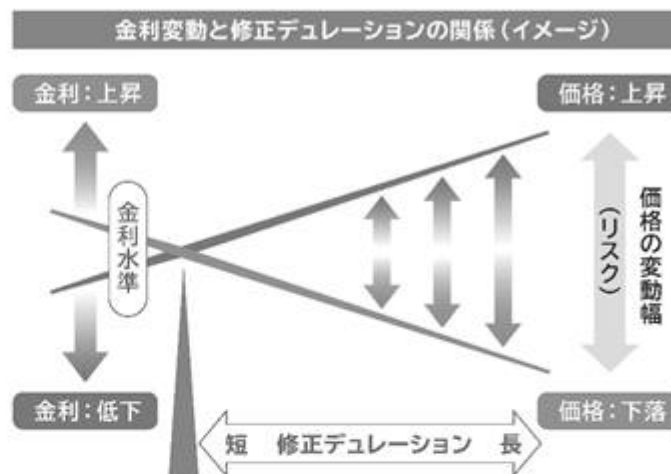 金利変動と修正デュレーションの関係（イメージ）
金利：上昇
価格：上昇
金利水準
価格の変動幅
（リスク）
金利：低下
価格：下落
短 修正デュレーション 長